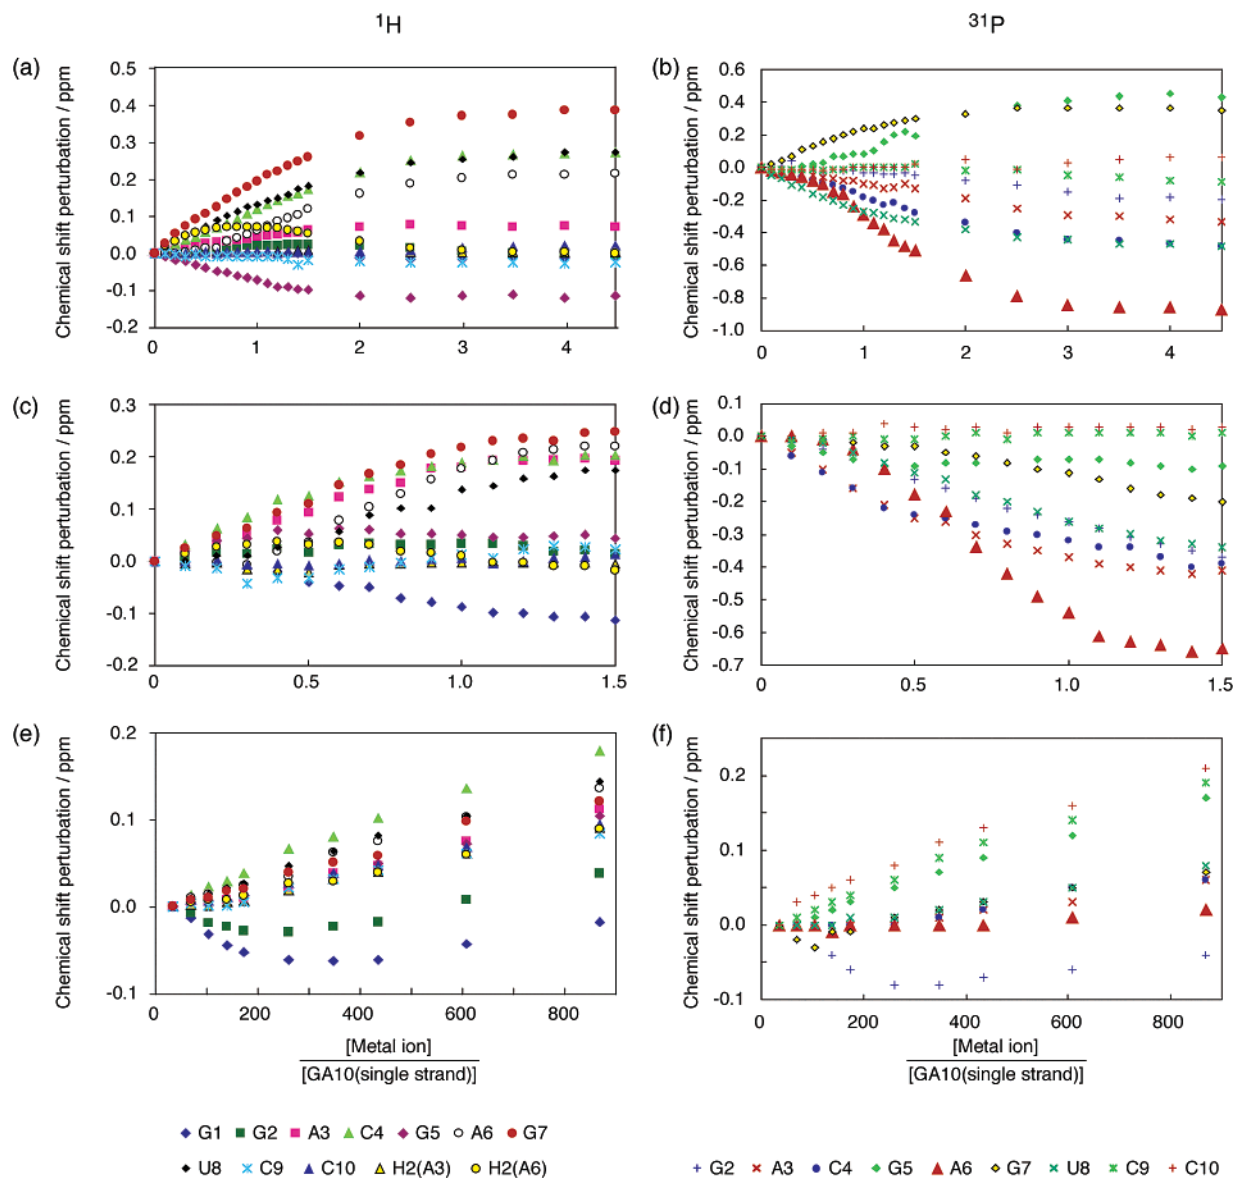 ¹H
³¹P
(a)
Chemical shift perturbation / ppm
0.5
0.4
0.3
0.2
0.1
0.0
-0.1
-0.2
0 1 2 3 4
(b)
Chemical shift perturbation / ppm
0.6
0.4
0.2
0.0
-0.2
-0.4
-0.6
-0.8
-1.0
0 1 2 3 4
(c)
Chemical shift perturbation / ppm
0.3
0.2
0.1
0.0
-0.1
-0.2
0 0.5 1.0 1.5
(d)
Chemical shift perturbation / ppm
0.1
0.0
-0.1
-0.2
-0.3
-0.4
-0.5
-0.6
-0.7
0 0.5 1.0 1.5
(e)
Chemical shift perturbation / ppm
0.2
0.1
0.0
-0.1
0 200 400 600 800
[Metal ion]
[GA10(single strand)]
(f)
Chemical shift perturbation / ppm
0.2
0.1
0.0
-0.1
0 200 400 600 800
[Metal ion]
[GA10(single strand)]
G1 G2 A3 C4 G5 A6 G7
U8 C9 C10 H2(A3) H2(A6)
G2 A3 C4 G5 A6 G7 U8 C9 C10